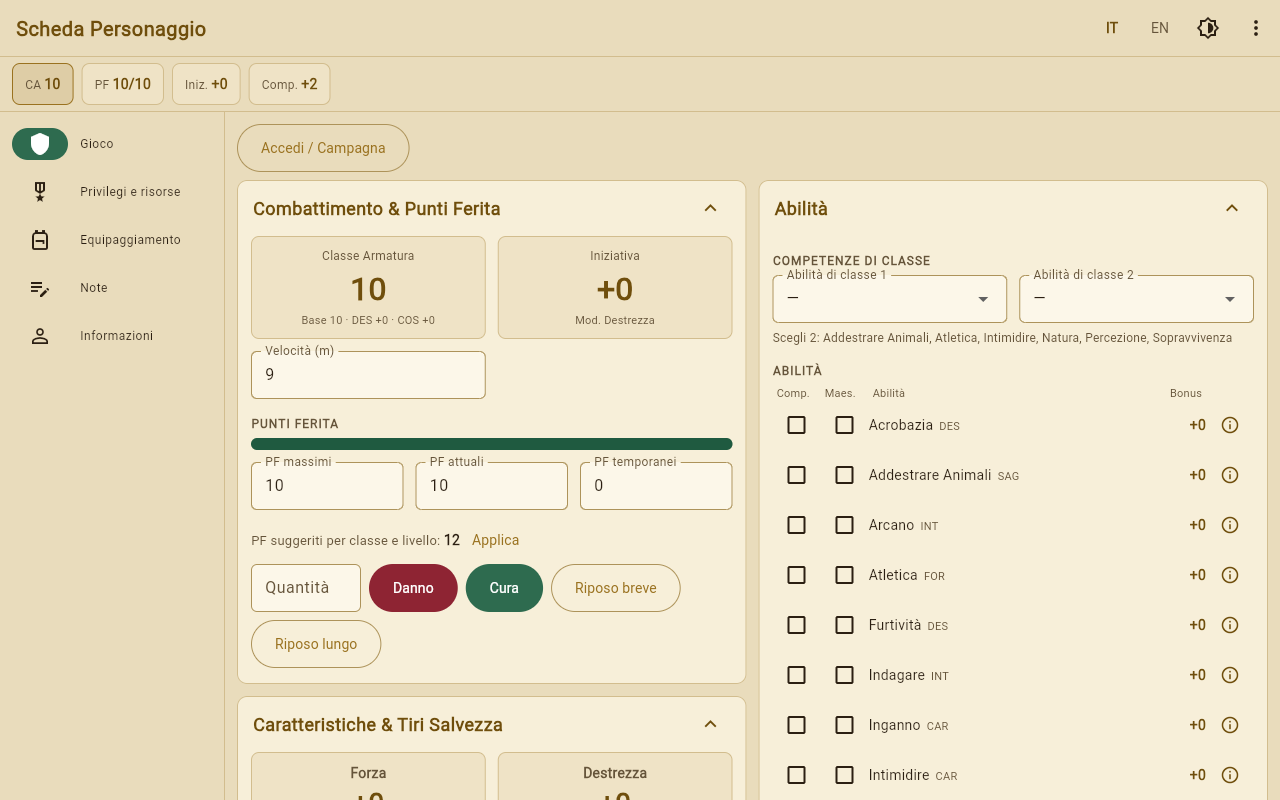 Scheda Personaggio
IT
EN
CA 10
PF 10/10
Iniz. +0
Comp. +2
Gioco
Privilegi e risorse
Equipaggiamento
Note
Informazioni
Accedi / Campagna
Combattimento & Punti Ferita
Classe Armatura
10
Base 10 · DES +0 · COS +0
Iniziativa
+0
Mod. Destrezza
Velocità (m)
9
PUNTI FERITA
PF massimi
10
PF attuali
10
PF temporanei
0
PF suggeriti per classe e livello: 12 Applica
Quantità
Danno
Cura
Riposo breve
Riposo lungo
Caratteristiche & Tiri Salvezza
Forza
+0
Destrezza
+0
Abilità
COMPETENZE DI CLASSE
Abilità di classe 1
—
Abilità di classe 2
—
Scegli 2: Addestrare Animali, Atletica, Intimidire, Natura, Percezione, Sopravvivenza
ABILITÀ
Comp. Maes. Abilità Bonus
Acrobazia DES +0
Addestrare Animali SAG +0
Arcano INT +0
Atletica FOR +0
Furtività DES +0
Indagare INT +0
Inganno CAR +0
Intimidire CAR +0